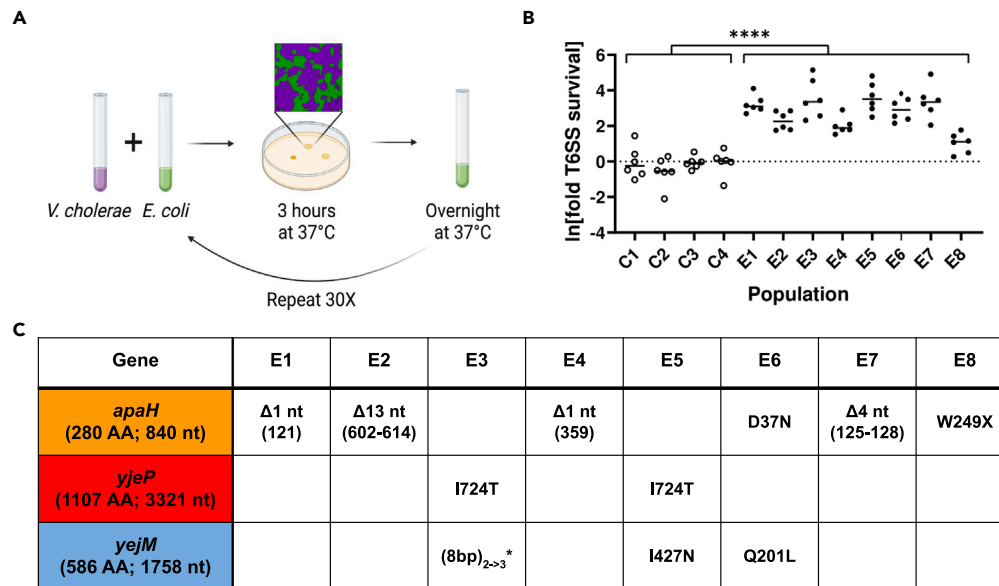 A
V. cholerae
E. coli
3 hours
at 37°C
Overnight
at 37°C
Repeat 30X
B
****
ln[fold T6SS survival]
6
4
2
0
-2
-4
C1 C2 C3 C4 E1 E2 E3 E4 E5 E6 E7 E8
Population
C
Gene E1 E2 E3 E4 E5 E6 E7 E8
apaH
(280 AA; 840 nt)
Δ1 nt
(121)
Δ13 nt
(602-614)
Δ1 nt
(359)
D37N
Δ4 nt
(125-128)
W249X
yjeP
(1107 AA; 3321 nt)
I724T
I724T
yejM
(586 AA; 1758 nt)
(8bp)2->3*
I427N
Q201L